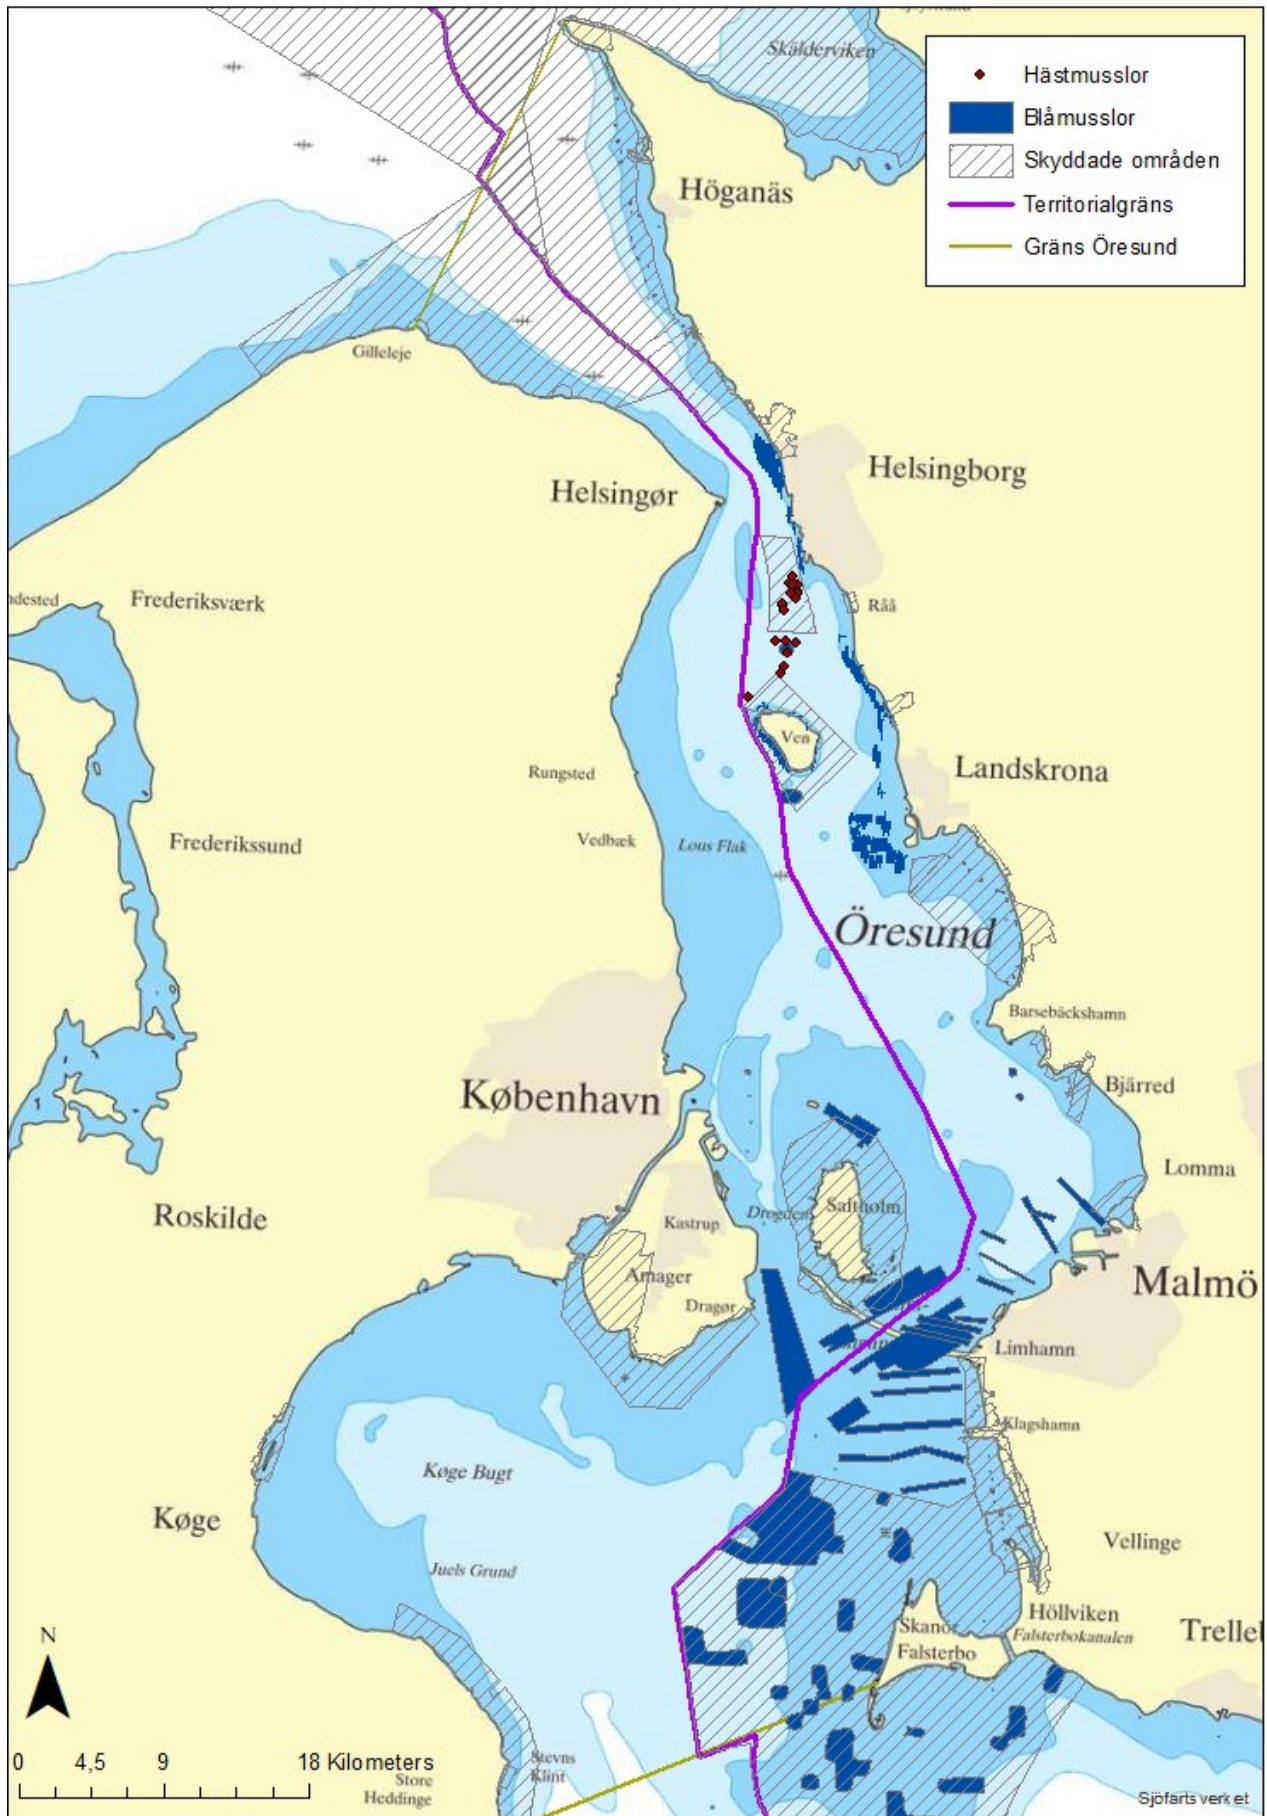 Skälderviken
Hästmusslor
Blåmusslor
Skyddade områden
Territorialgräns
Gräns Öresund
Höganäs
Gilleleje
Helsingborg
Helsingør
Frederiksværk
Råå
Ven
Landskrona
Rungsted
Vedbæk
Lous Flak
Frederikssund
Öresund
Barsebäckshamn
Bjärred
København
Lomma
Saltholm
Drogden
Kastrup
Roskilde
Amager
Malmö
Dragør
Limhamn
Klagshamn
Køge Bugt
Køge
Vellinge
Juels Grund
Höllviken
Skanör
Falsterbo
Falsterbokanalen
N
0 4,5 9 18 Kilometers
Stevns
Klint
Store
Heddinge
Sjöfartsverket